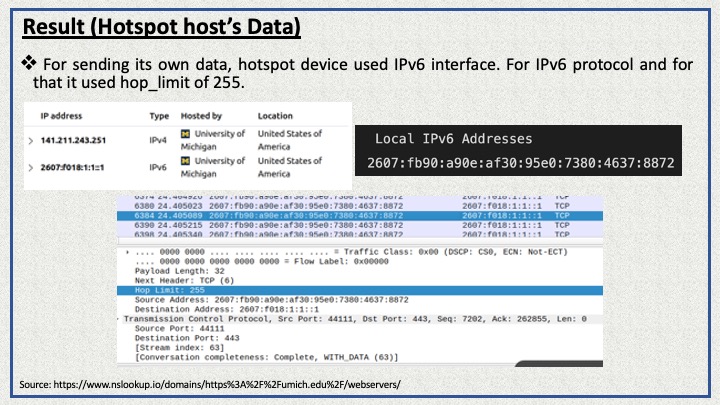 Result (Hotspot host's Data)
❖ For sending its own data, hotspot device used IPv6 interface. For IPv6 protocol and for
that it used hop_limit of 255.
IP address Type Hosted by Location
141.211.243.251 IPv4 University of Michigan United States of America
2607:f018:1:1::1 IPv6 University of Michigan United States of America
Local IPv6 Addresses
2607:fb90:a90e:af30:95e0:7380:4637:8872
6380 24.405023 2607:fb90:a90e:af30:95e0:7380:4637:8872 2607:f018:1:1::1 TCP
6384 24.405089 2607:fb90:a90e:af30:95e0:7380:4637:8872 2607:f018:1:1::1 TCP
6390 24.405215 2607:fb90:a90e:af30:95e0:7380:4637:8872 2607:f018:1:1::1 TCP
6398 24.405340 2607:fb90:a90e:af30:95e0:7380:4637:8872 2607:f018:1:1::1 TCP
.... 0000 0000 .... .... .... .... .... = Traffic Class: 0x00 (DSCP: CS0, ECN: Not-ECT)
.... 0000 0000 0000 0000 0000 = Flow Label: 0x00000
Payload Length: 32
Next Header: TCP (6)
Hop Limit: 255
Source Address: 2607:fb90:a90e:af30:95e0:7380:4637:8872
Destination Address: 2607:f018:1:1::1
Transmission Control Protocol, Src Port: 44111, Dst Port: 443, Seq: 7202, Ack: 262855, Len: 0
Source Port: 44111
Destination Port: 443
[Stream index: 63]
[Conversation completeness: Complete, WITH_DATA (63)]
Source: https://www.nslookup.io/domains/https%3A%2F%2Fumich.edu%2F/webservers/